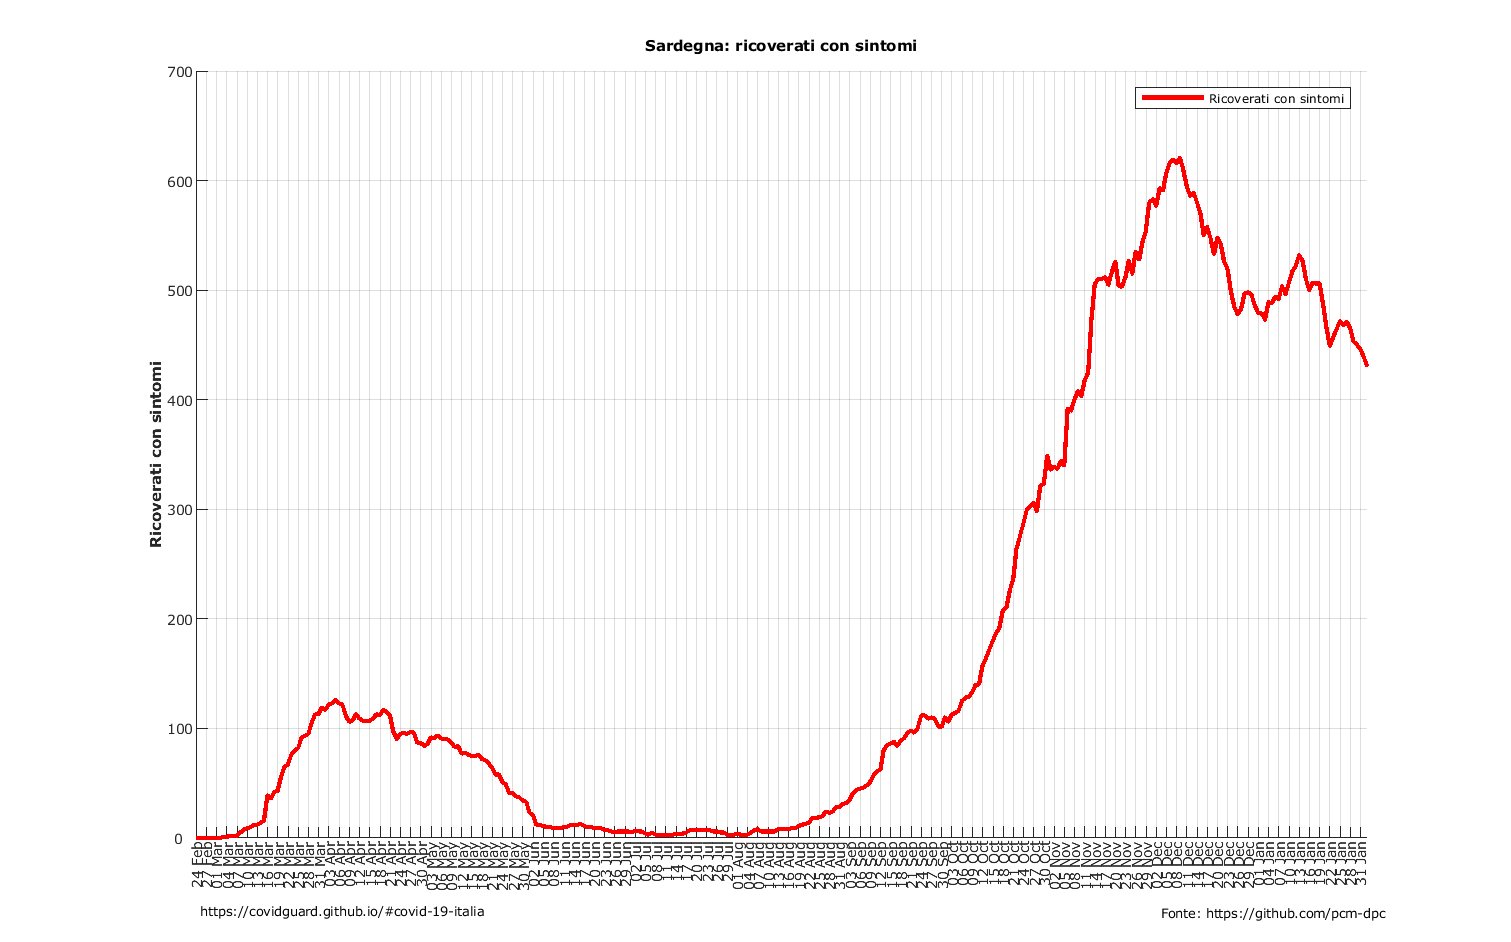 Sardegna: ricoverati con sintomi
Ricoverati con sintomi
700
600
500
400
300
200
100
0
Ricoverati con sintomi
24 Feb
27 Feb
01 Mar
04 Mar
07 Mar
10 Mar
13 Mar
16 Mar
19 Mar
22 Mar
25 Mar
28 Mar
31 Mar
03 Apr
06 Apr
09 Apr
12 Apr
15 Apr
18 Apr
21 Apr
24 Apr
27 Apr
30 Apr
03 May
06 May
09 May
12 May
15 May
18 May
21 May
24 May
27 May
30 May
02 Jun
05 Jun
08 Jun
11 Jun
14 Jun
17 Jun
20 Jun
23 Jun
26 Jun
29 Jun
02 Jul
05 Jul
08 Jul
11 Jul
14 Jul
17 Jul
20 Jul
23 Jul
26 Jul
29 Jul
01 Aug
04 Aug
07 Aug
10 Aug
13 Aug
16 Aug
19 Aug
22 Aug
25 Aug
28 Aug
31 Aug
03 Sep
06 Sep
09 Sep
12 Sep
15 Sep
18 Sep
21 Sep
24 Sep
27 Sep
30 Sep
03 Oct
06 Oct
09 Oct
12 Oct
15 Oct
18 Oct
21 Oct
24 Oct
27 Oct
30 Oct
02 Nov
05 Nov
08 Nov
11 Nov
14 Nov
17 Nov
20 Nov
23 Nov
26 Nov
29 Nov
02 Dec
05 Dec
08 Dec
11 Dec
14 Dec
17 Dec
20 Dec
23 Dec
26 Dec
29 Dec
01 Jan
04 Jan
07 Jan
10 Jan
13 Jan
16 Jan
19 Jan
22 Jan
25 Jan
28 Jan
31 Jan
https://covidguard.github.io/#covid-19-italia
Fonte: https://github.com/pcm-dpc